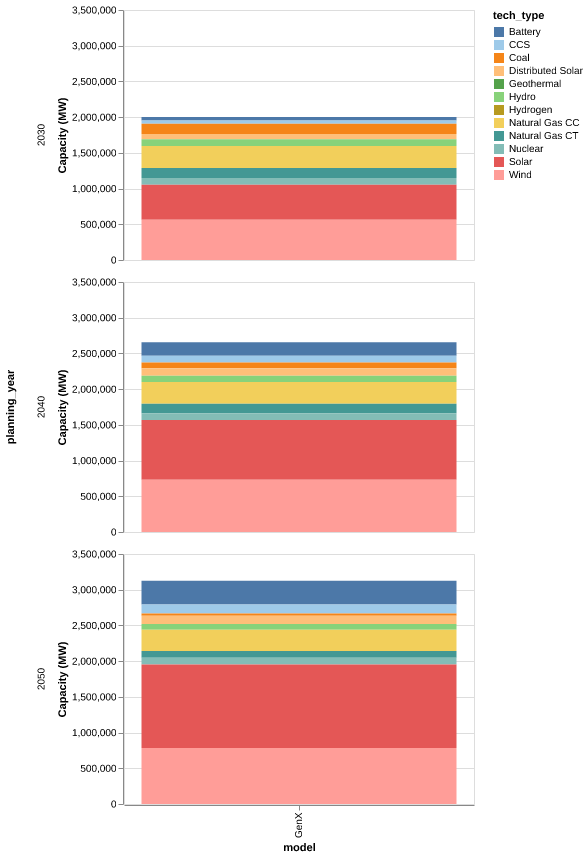 tech_type
Battery
CCS
Coal
Distributed Solar
Geothermal
Hydro
Hydrogen
Natural Gas CC
Natural Gas CT
Nuclear
Solar
Wind
planning_year
2030
Capacity (MW)
3,500,000
3,000,000
2,500,000
2,000,000
1,500,000
1,000,000
500,000
0
2040
Capacity (MW)
3,500,000
3,000,000
2,500,000
2,000,000
1,500,000
1,000,000
500,000
0
2050
Capacity (MW)
3,500,000
3,000,000
2,500,000
2,000,000
1,500,000
1,000,000
500,000
0
GenX
model